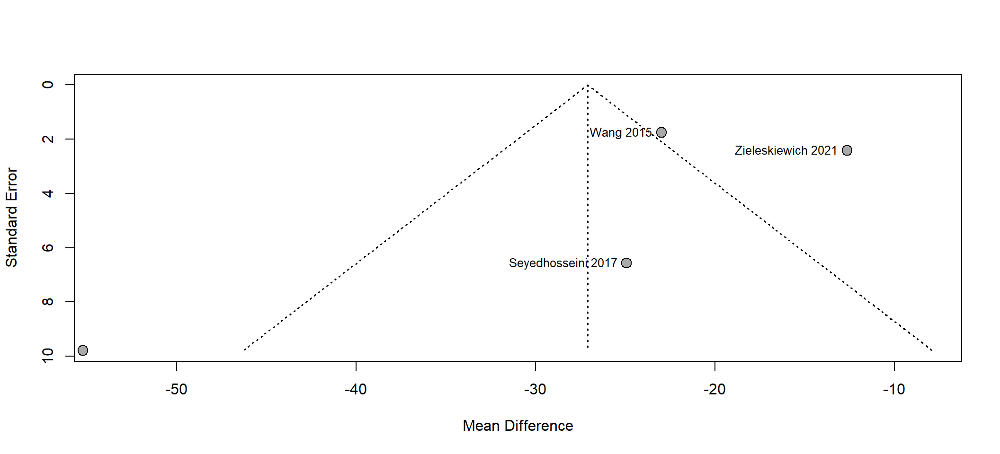 0
2
4
6
8
10
Standard Error
Wang 2015
Zieleskiewich 2021
Seyedhosseini 2017
-50
-40
-30
-20
-10
Mean Difference